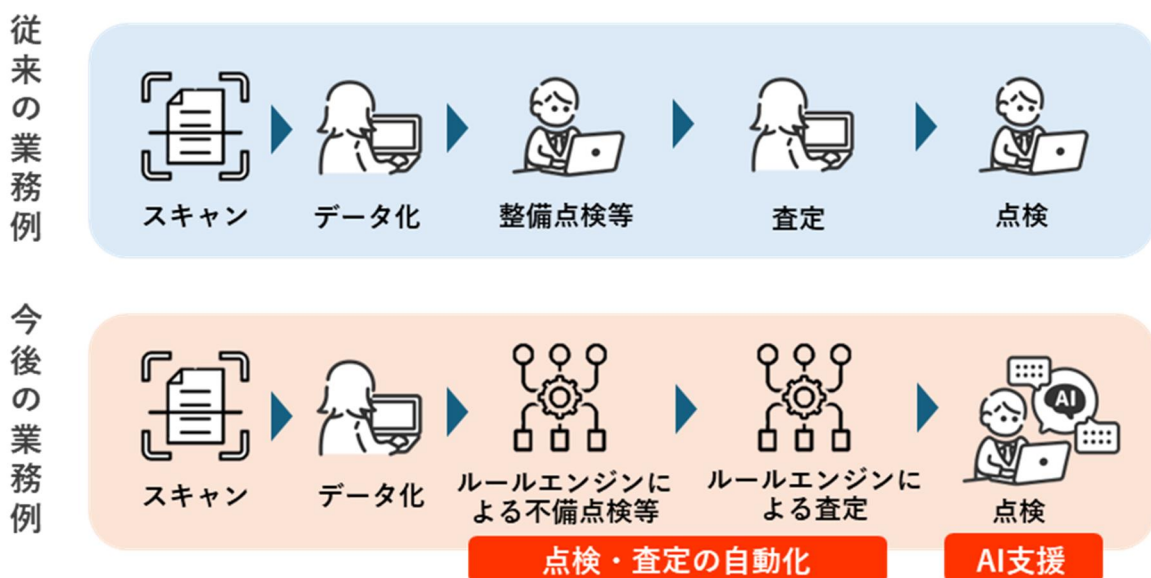 従来の業務例
スキャン
データ化
整備点検等
査定
点検
今後の業務例
スキャン
データ化
ルールエンジンに
よる不備点検等
ルールエンジンに
よる査定
AI
点検
点検・査定の自動化
AI支援